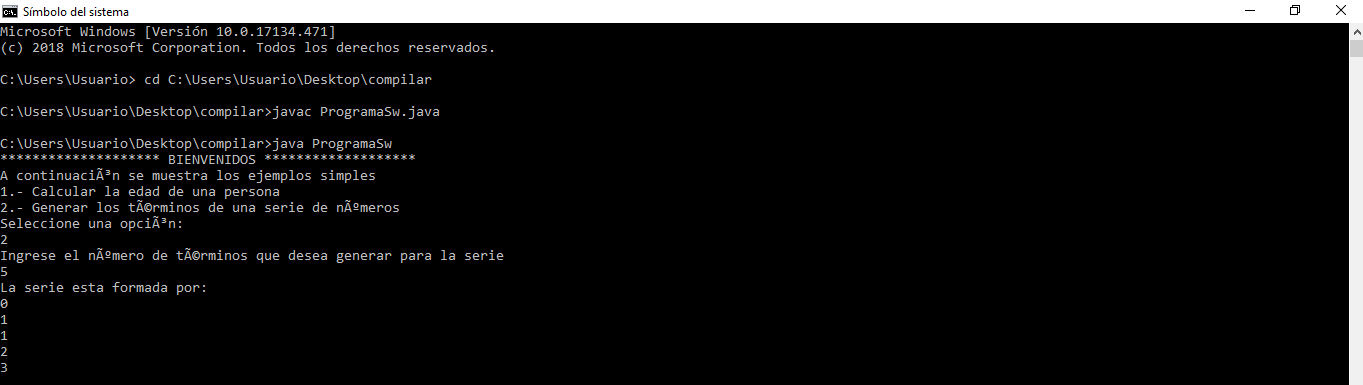 Símbolo del sistema
Microsoft Windows [Versión 10.0.17134.471]
(c) 2018 Microsoft Corporation. Todos los derechos reservados.
C:\Users\Usuario> cd C:\Users\Usuario\Desktop\compilar
C:\Users\Usuario\Desktop\compilar>javac ProgramaSw.java
C:\Users\Usuario\Desktop\compilar>java ProgramaSw
******************** BIENVENIDOS *******************
A continuaciÃ³n se muestra los ejemplos simples
1.- Calcular la edad de una persona
2.- Generar los tÃ©rminos de una serie de nÃºmeros
Seleccione una opciÃ³n:
2
Ingrese el nÃºmero de tÃ©rminos que desea generar para la serie
5
La serie esta formada por:
0
1
1
2
3